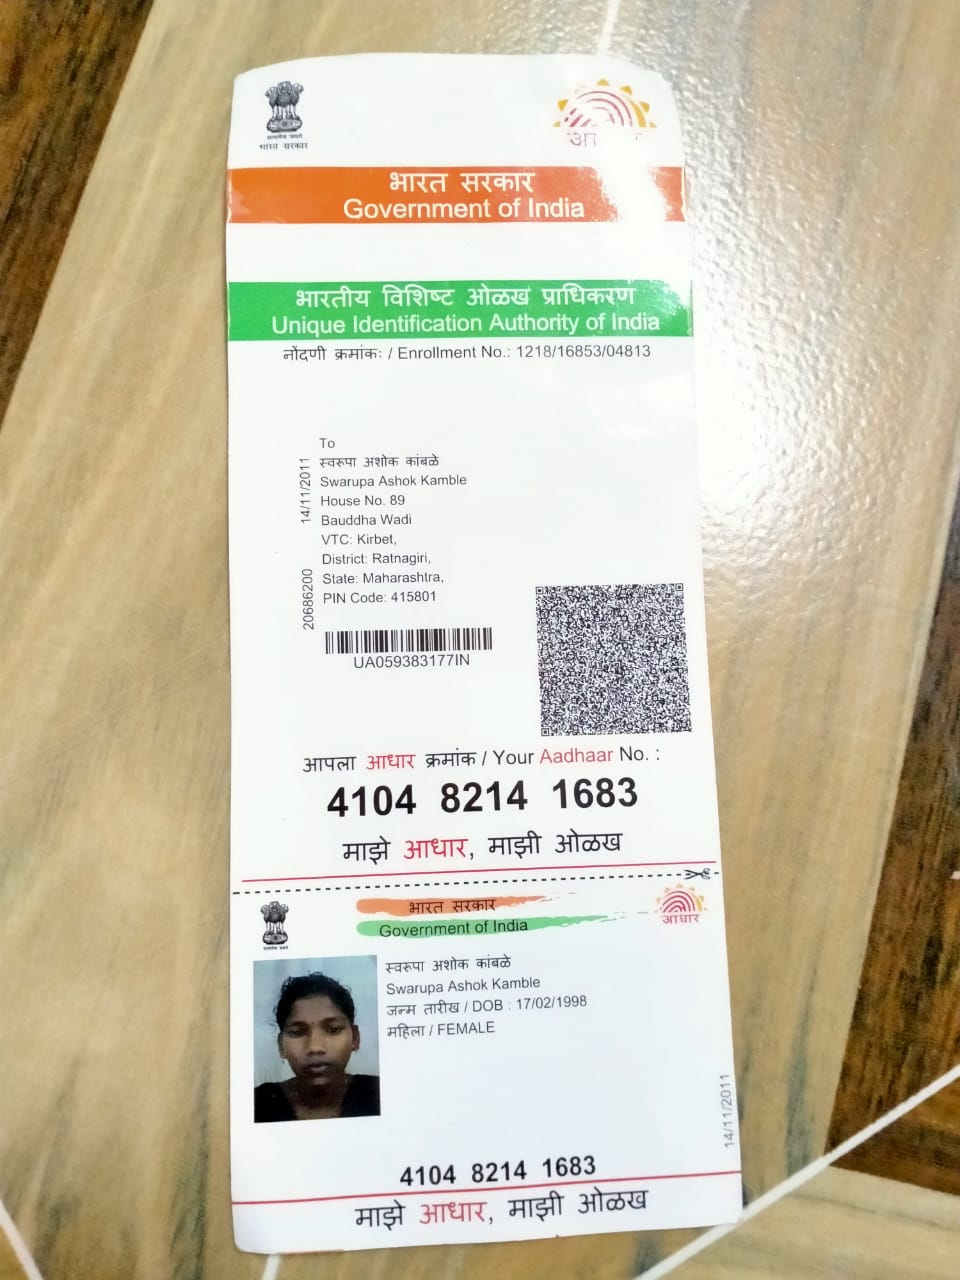 सत्यमेव जयते
भारत सरकार
भारत सरकार
Government of India
भारतीय विशिष्ट ओळख प्राधिकरण
Unique Identification Authority of India
नोंदणी क्रमांकः / Enrollment No.: 1218/16853/04813
To
स्वरूपा अशोक कांबळे
Swarupa Ashok Kamble
House No. 89
Bauddha Wadi
VTC: Kirbet,
District: Ratnagiri,
State: Maharashtra,
PIN Code: 415801
14/11/2011
20686200
UA059383177IN
आपला आधार क्रमांक / Your Aadhaar No. :
4104 8214 1683
माझे आधार, माझी ओळख
भारत सरकार
Government of India
आधार
स्वरूपा अशोक कांबळे
Swarupa Ashok Kamble
जन्म तारीख / DOB : 17/02/1998
महिला / FEMALE
14/11/2011
4104 8214 1683
माझे आधार, माझी ओळख